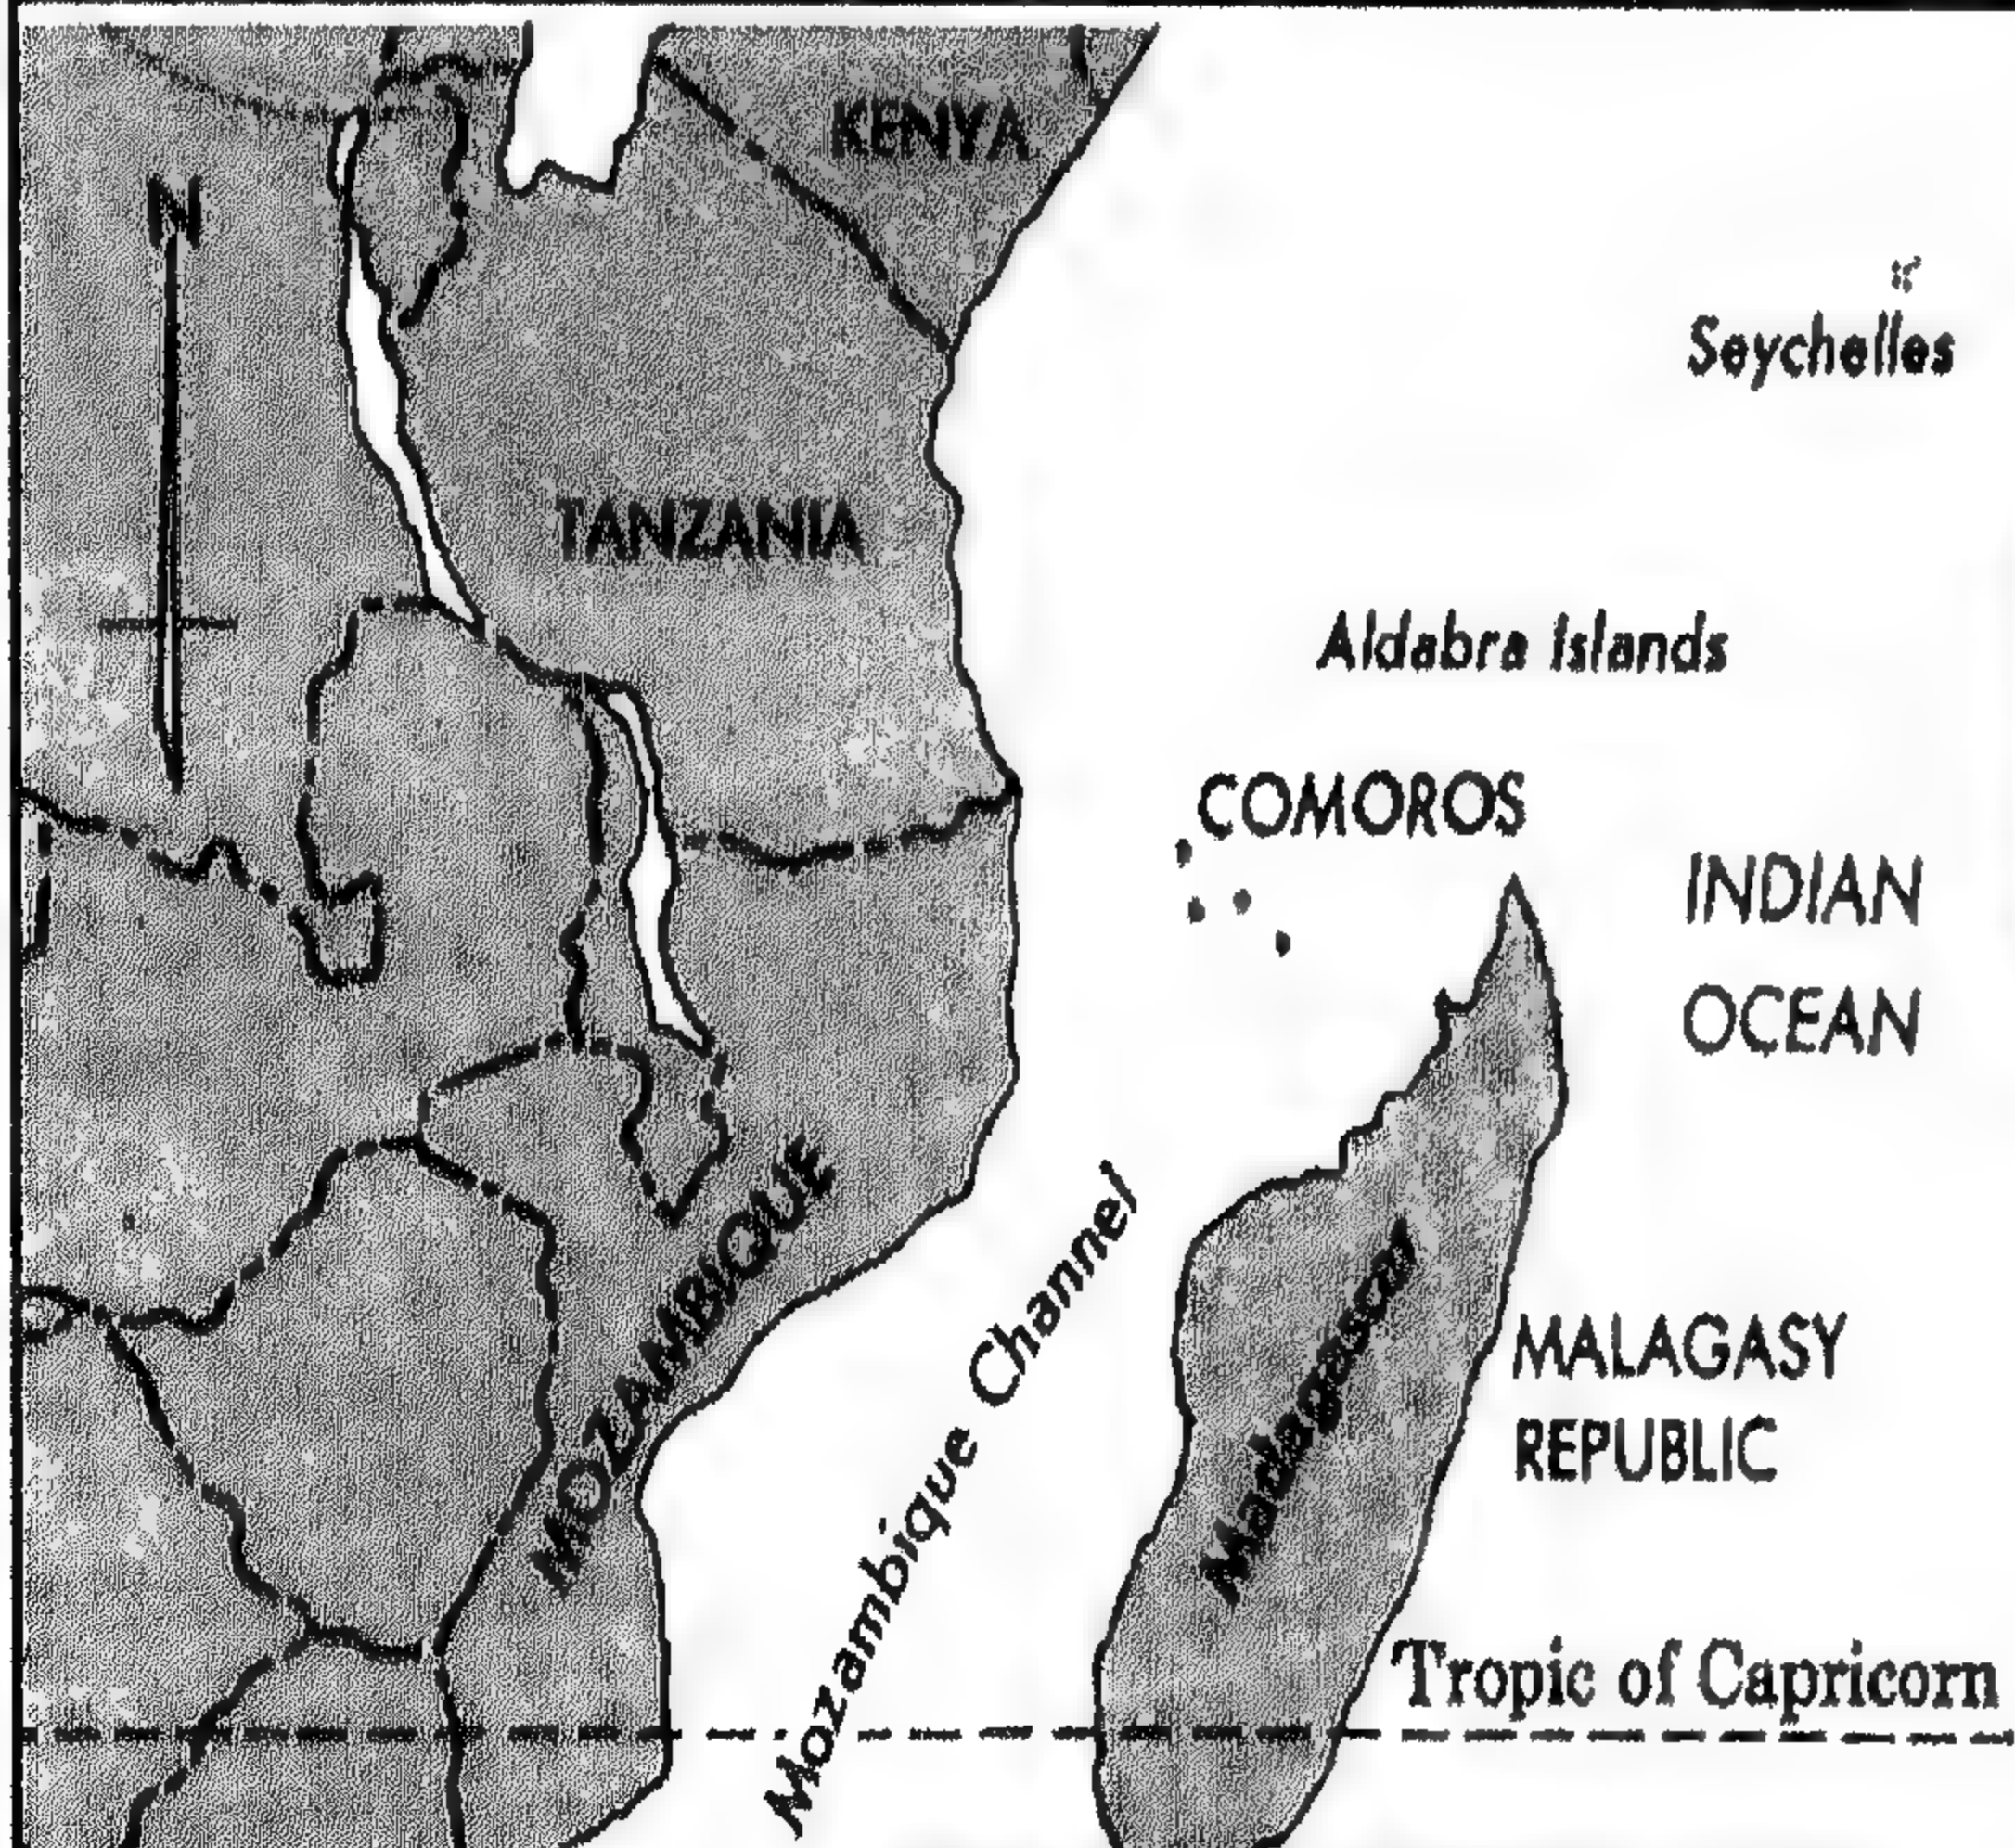 KENYA
N
Seychelles
TANZANIA
Aldabra Islands
COMOROS
INDIAN
OCEAN
MOZAMBIQUE
Mozambique Channel
Madagascar
MALAGASY
REPUBLIC
Tropic of Capricorn